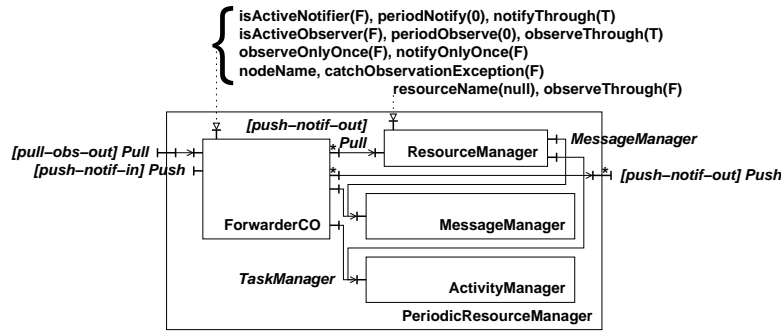 isActiveNotifier(F), periodNotify(0), notifyThrough(T)
isActiveObserver(F), periodObserve(0), observeThrough(T)
observeOnlyOnce(F), notifyOnlyOnce(F)
nodeName, catchObservationException(F)
resourceName(null), observeThrough(F)
[push−notif−out]
Pull
MessageManager
[pull−obs−out] Pull
*
ResourceManager
[push−notif−in] Push
*
*
[push−notif−out] Push
ForwarderCO
MessageManager
TaskManager
ActivityManager
PeriodicResourceManager